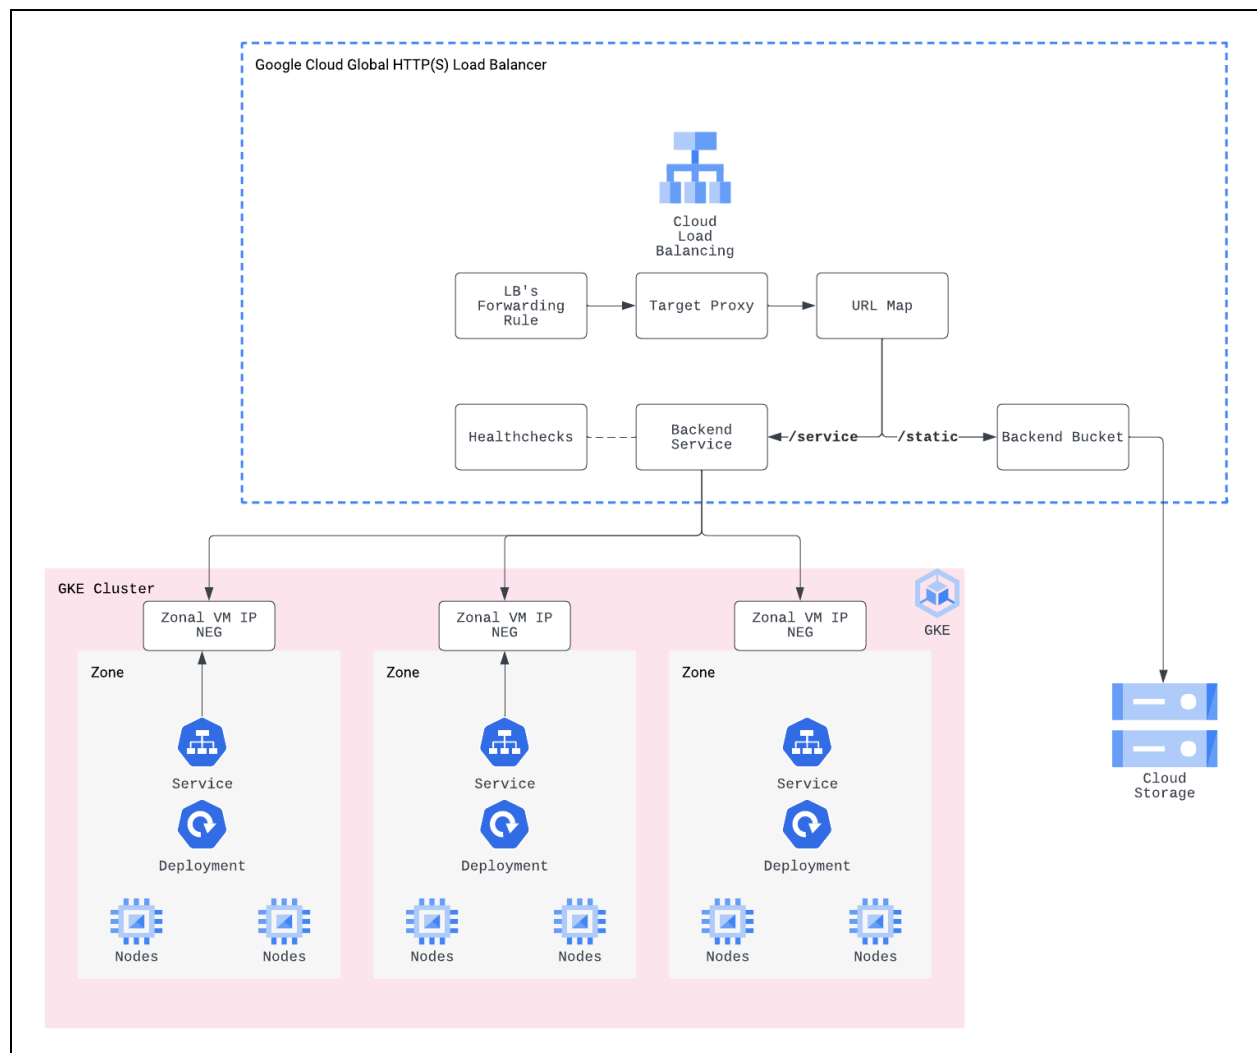 Google Cloud Global HTTP(S) Load Balancer
Cloud
Load
Balancing
LB's
Forwarding
Rule
Target Proxy
URL Map
Healthchecks
Backend
Service
/service
/static
Backend Bucket
GKE Cluster
GKE
Zonal VM IP
NEG
Zonal VM IP
NEG
Zonal VM IP
NEG
Zone
Service
Deployment
Nodes
Nodes
Zone
Service
Deployment
Nodes
Nodes
Zone
Service
Deployment
Nodes
Nodes
Cloud
Storage